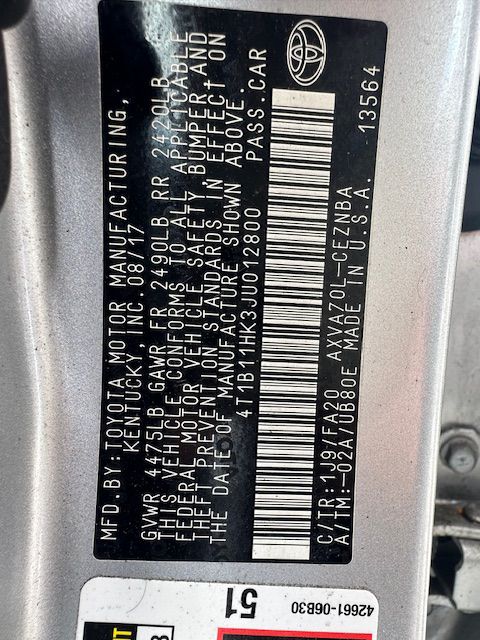 MFD. BY: TOYOTA MOTOR MANUFACTURING,
KENTUCKY, INC. 08/17
GVWR 4475LB GAWR FR 2490LB RR 2420LB
THIS VEHICLE CONFORMS TO ALL APPLICABLE
FEDERAL MOTOR VEHICLE SAFETY, BUMPER, AND
THEFT PREVENTION STANDARDS IN EFFECT ON
THE DATE OF MANUFACTURE SHOWN ABOVE.
4T1B11HK3JU012800 PASS. CAR
C/TR: 1J9/FA20 AXVA70L-CEZNBA
A/TM: -02A/UB80E MADE IN U.S.A. 13564
51
42661-06B30